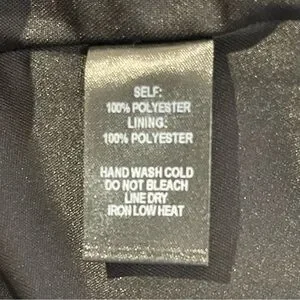 SELF:
100% POLYESTER
LINING:
100% POLYESTER
HAND WASH COLD
DO NOT BLEACH
LINE DRY
IRON LOW HEAT